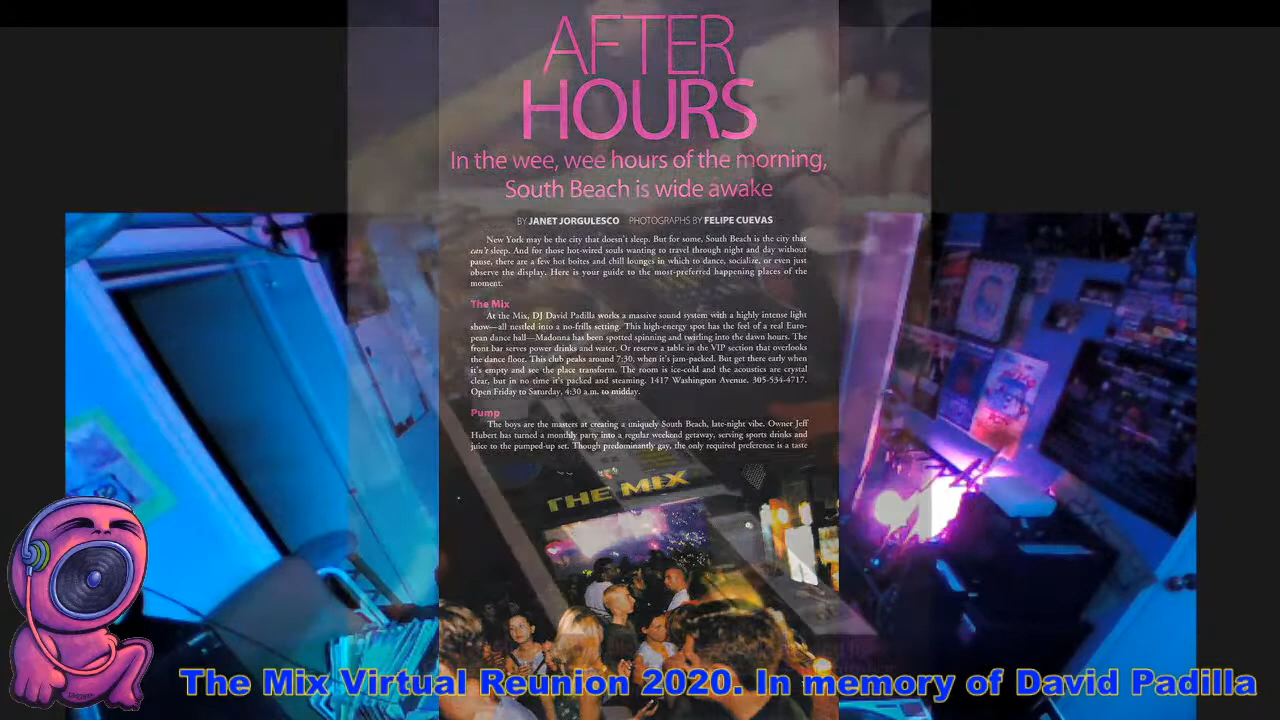 AFTER
HOURS
In the wee, wee hours of the morning,
South Beach is wide awake
BY JANET JORGULESCO PHOTOGRAPHS BY FELIPE CUEVAS
New York may be the city that doesn't sleep. But for some, South Beach is the city that
can't sleep. And for those hot-wired souls wanting to travel through night and day without
pause, there are a few hot boites and chill lounges in which to dance, socialize, or even just
observe the display. Here is your guide to the most-preferred happening places of the
moment.
The Mix
At the Mix, DJ David Padilla works a massive sound system with a highly intense light
show—all nestled into a no-frills setting. This high-energy spot has the feel of a real Euro-
pean dance hall—Madonna has been spotted spinning and twirling into the dawn hours. The
front bar serves power drinks and water. Or reserve a table in the VIP section that overlooks
the dance floor. This club peaks around 7:30, when it's jam-packed. But get there early when
it's empty and see the place transform. The room is ice-cold and the acoustics are crystal
clear, but in no time it's packed and steaming. 1417 Washington Avenue. 305-534-4717.
Open Friday to Saturday, 4:30 a.m. to midday.
Pump
The boys are the masters at creating a uniquely South Beach, late-night vibe. Owner Jeff
Hubert has turned a monthly party into a regular weekend getaway, serving sports drinks and
juice to the pumped-up set. Though predominantly gay, the only required preference is a taste
THE MIX
The Mix Virtual Reunion 2020. In memory of David Padilla